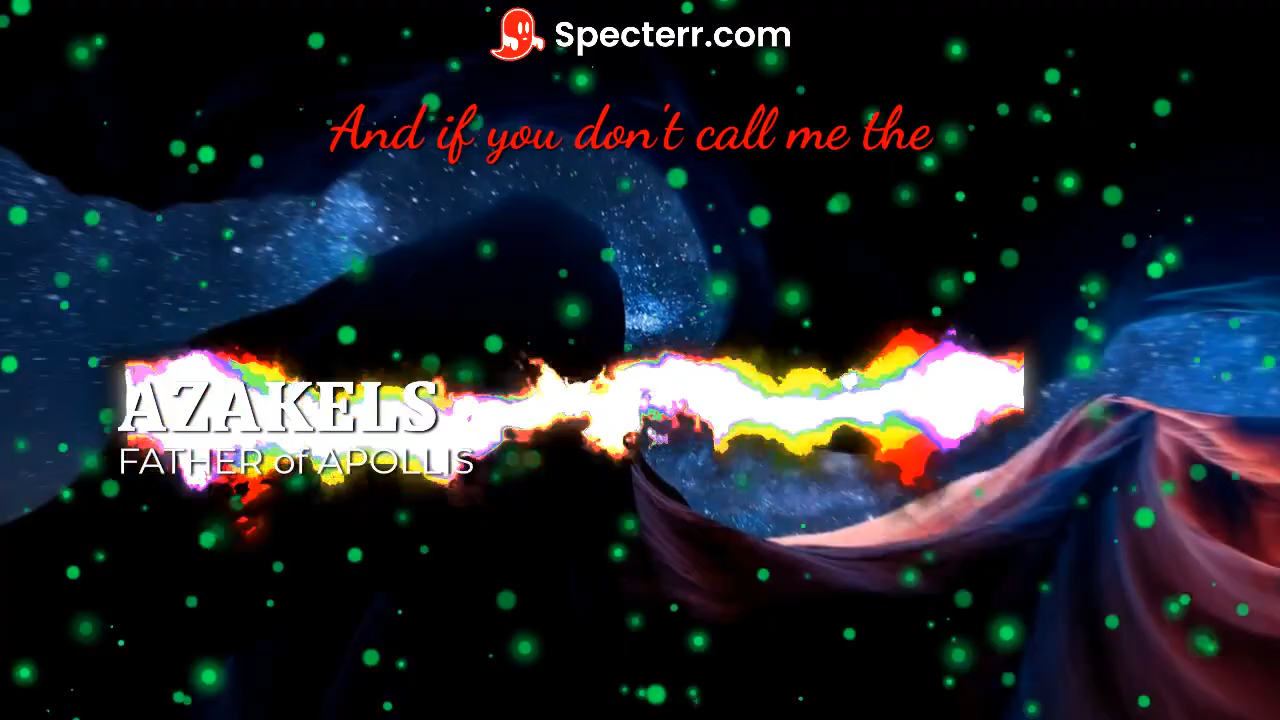 Specterr.com
And if you don't call me the
AZAKELS
FATHER of APOLLIS